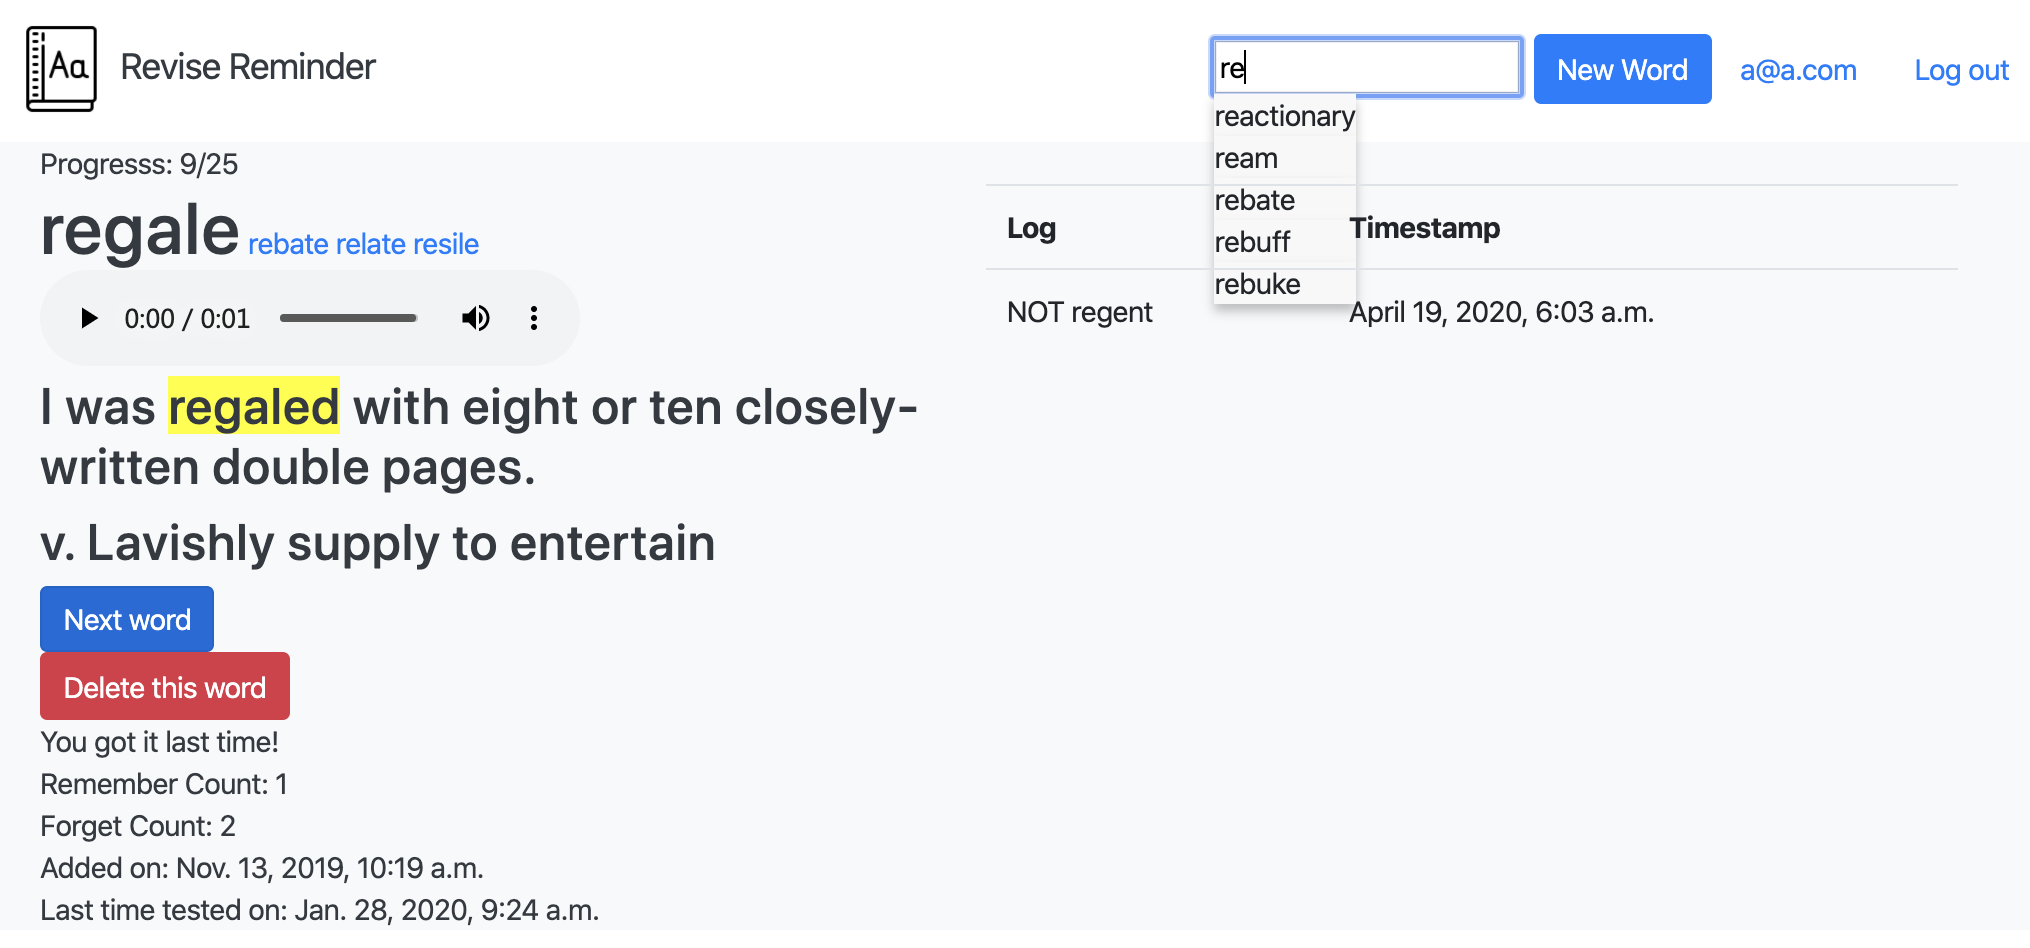 Aa
Revise Reminder
re
New Word
a@a.com
Log out
reactionary
ream
rebate
rebuff
rebuke
Progresss: 9/25
regale rebate relate resile
0:00 / 0:01
I was regaled with eight or ten closely-
written double pages.
v. Lavishly supply to entertain
Next word
Delete this word
You got it last time!
Remember Count: 1
Forget Count: 2
Added on: Nov. 13, 2019, 10:19 a.m.
Last time tested on: Jan. 28, 2020, 9:24 a.m.
Log Timestamp
NOT regent April 19, 2020, 6:03 a.m.